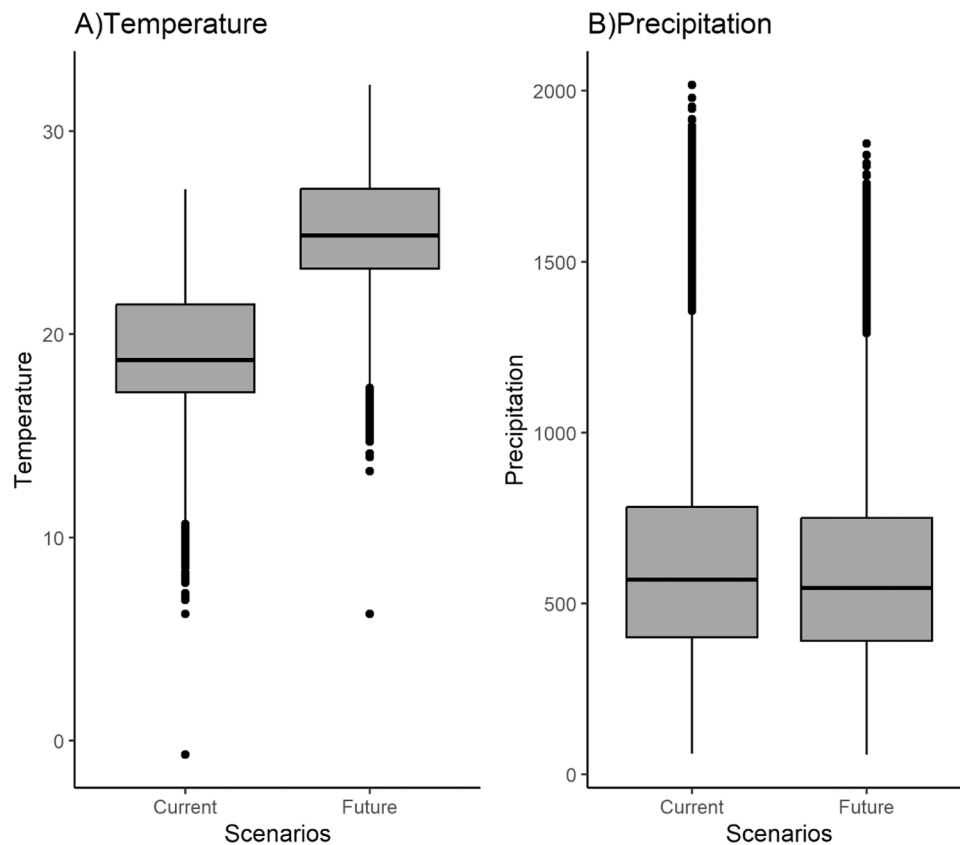 A)Temperature
Temperature
30
20
10
0
Current Future
Scenarios
B)Precipitation
Precipitation
2000
1500
1000
500
0
Current Future
Scenarios